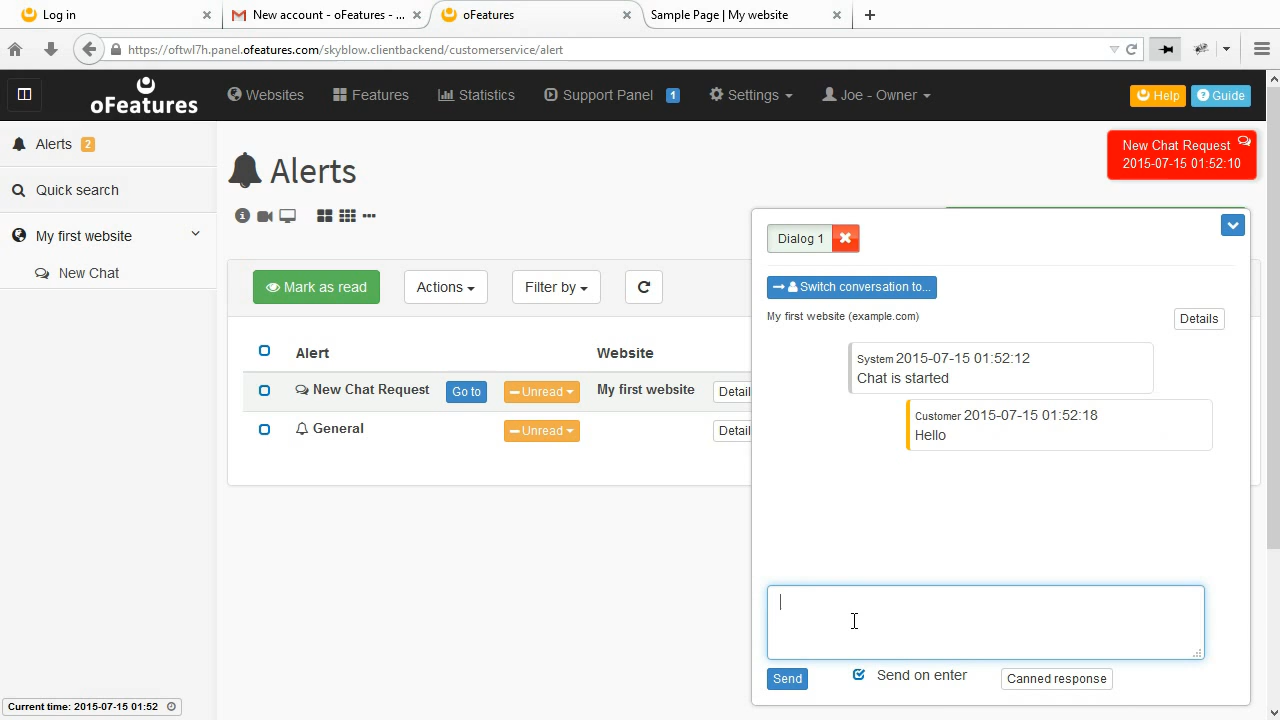 Log in
New account - oFeatures - ...
oFeatures
Sample Page | My website
https://oftwl7h.panel.ofeatures.com/skyblow.clientbackend/customerservice/alert
oFeatures
Websites
Features
Statistics
Support Panel 1
Settings
Joe - Owner
Help
Guide
Alerts 2
Quick search
My first website
New Chat
Alerts
New Chat Request
2015-07-15 01:52:10
Mark as read
Actions
Filter by
Alert
Website
New Chat Request
Go to
Unread
My first website
Detail
General
Unread
Detail
Dialog 1
Switch conversation to...
My first website (example.com)
Details
System 2015-07-15 01:52:12
Chat is started
Customer 2015-07-15 01:52:18
Hello
Send
Send on enter
Canned response
Current time: 2015-07-15 01:52